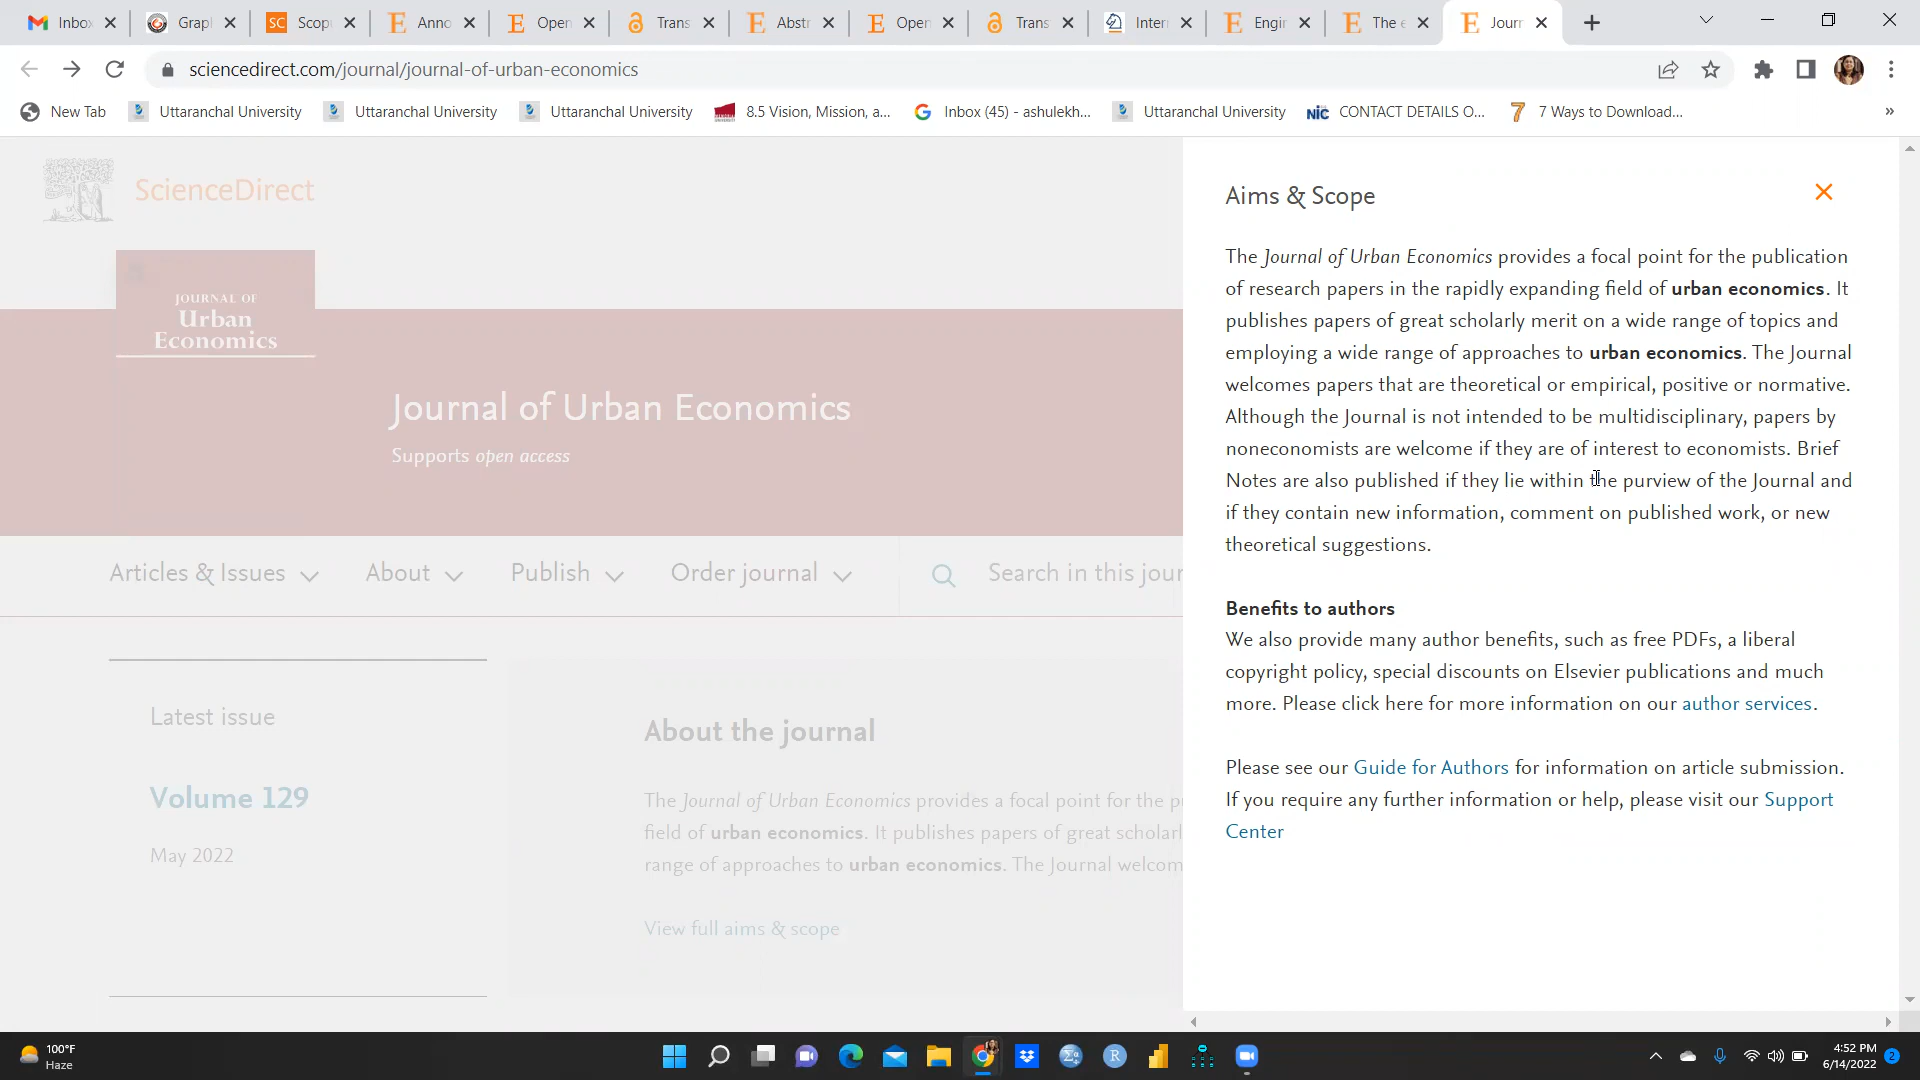 Inbox
Grap
SC
Scop
Anno
Open
Trans
Abstr
Open
Trans
Inter
Engir
The e
Journ
sciencedirect.com/journal/journal-of-urban-economics
New Tab
Uttaranchal University
Uttaranchal University
Uttaranchal University
8.5 Vision, Mission, a...
Inbox (45) - ashulekh...
Uttaranchal University
NIC
CONTACT DETAILS O...
7 Ways to Download...
ScienceDirect
JOURNAL OF
Urban
Economics
Journal of Urban Economics
Supports open access
Articles & Issues
About
Publish
Order journal
Search in this jour
Latest issue
Volume 129
May 2022
About the journal
The Journal of Urban Economics provides a focal point for the p
field of urban economics. It publishes papers of great scholarl
range of approaches to urban economics. The Journal welcom
View full aims & scope
Aims & Scope
The Journal of Urban Economics provides a focal point for the publication
of research papers in the rapidly expanding field of urban economics. It
publishes papers of great scholarly merit on a wide range of topics and
employing a wide range of approaches to urban economics. The Journal
welcomes papers that are theoretical or empirical, positive or normative.
Although the Journal is not intended to be multidisciplinary, papers by
noneconomists are welcome if they are of interest to economists. Brief
Notes are also published if they lie within the purview of the Journal and
if they contain new information, comment on published work, or new
theoretical suggestions.
Benefits to authors
We also provide many author benefits, such as free PDFs, a liberal
copyright policy, special discounts on Elsevier publications and much
more. Please click here for more information on our author services.
Please see our Guide for Authors for information on article submission.
If you require any further information or help, please visit our Support
Center
100°F
Haze
4:52 PM
6/14/2022
2